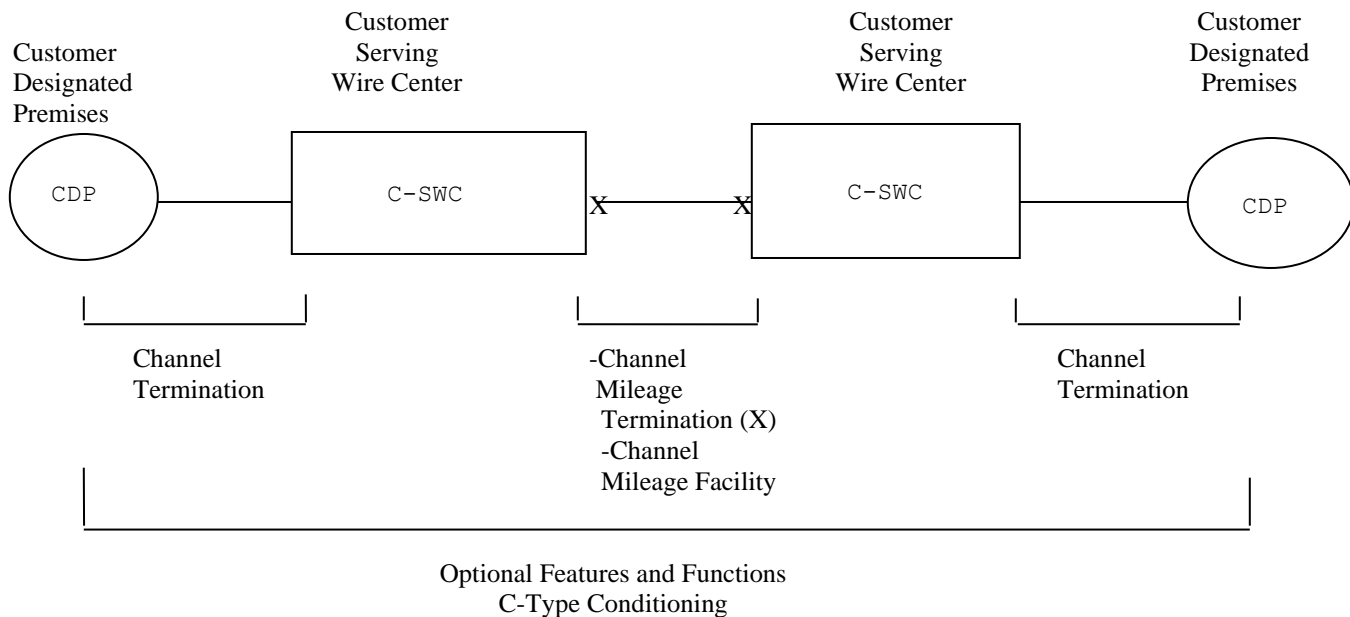 Customer
Designated
Premises
Customer
Serving
Wire Center
Customer
Serving
Wire Center
Customer
Designated
Premises
CDP
C-SWC
X
X
C-SWC
CDP
Channel
Termination
-Channel
Mileage
Termination (X)
-Channel
Mileage Facility
Channel
Termination
Optional Features and Functions
C-Type Conditioning